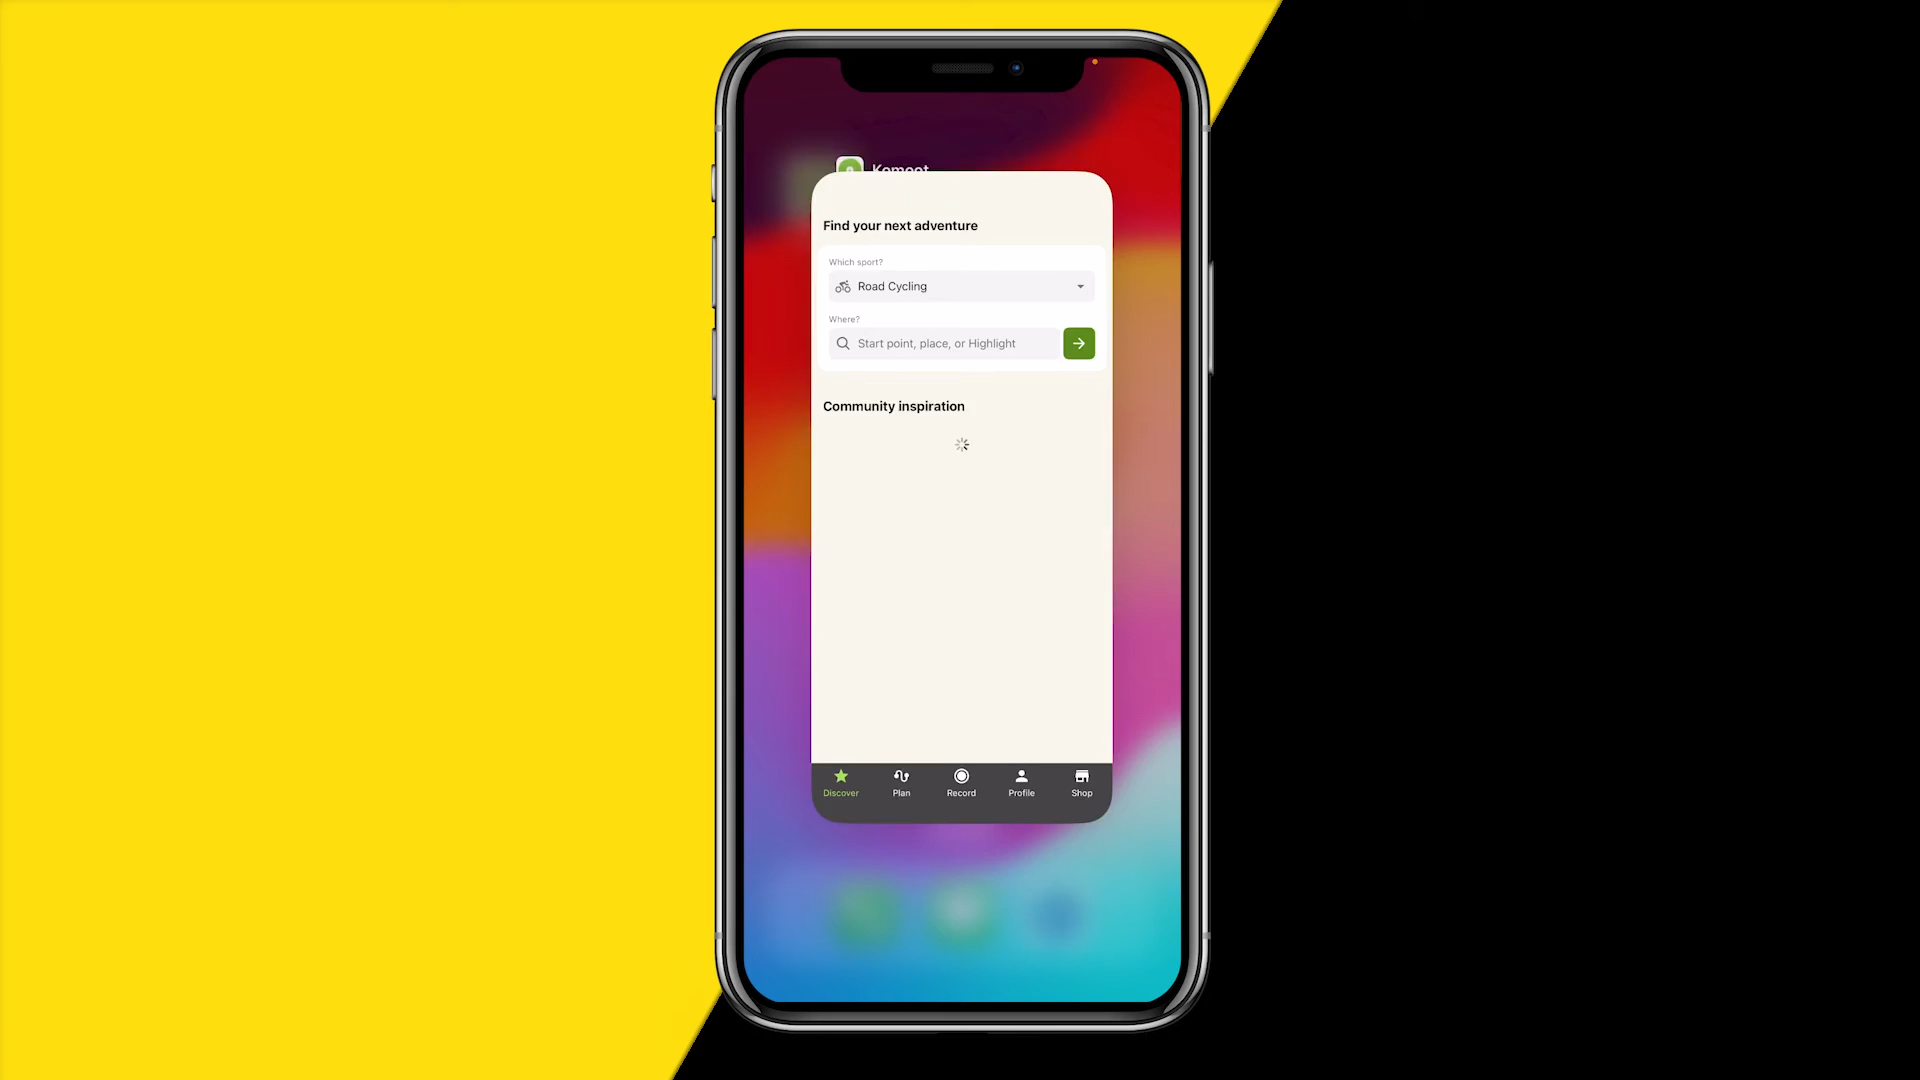 Komoot
Find your next adventure
Which sport?
Road Cycling
Where?
Start point, place, or Highlight
Community inspiration
Discover Plan Record Profile Shop